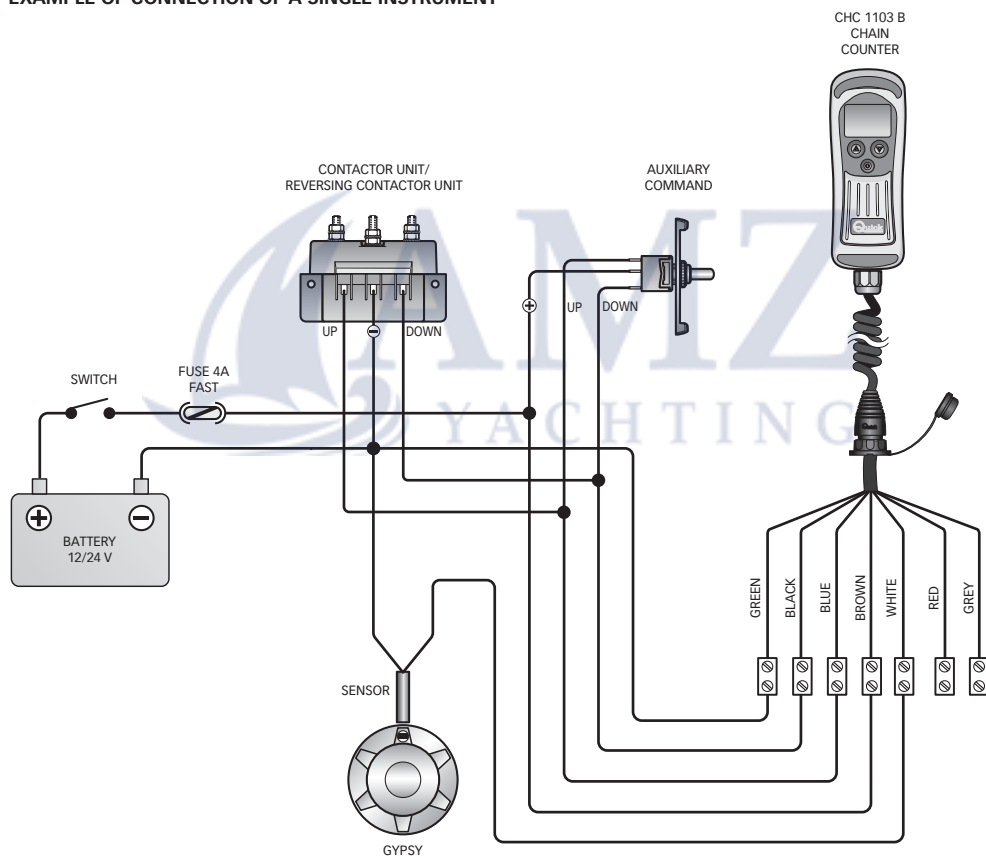 EXAMPLE OF CONNECTION OF A SINGLE INSTRUMENT
CHC 1103 B
CHAIN
COUNTER
CONTACTOR UNIT/
REVERSING CONTACTOR UNIT
AUXILIARY
COMMAND
Quick
UP
DOWN
UP
DOWN
SWITCH
FUSE 4A
FAST
AMZ
YACHTING
BATTERY
12/24 V
GREEN
BLACK
BLUE
BROWN
WHITE
RED
GREY
SENSOR
GYPSY